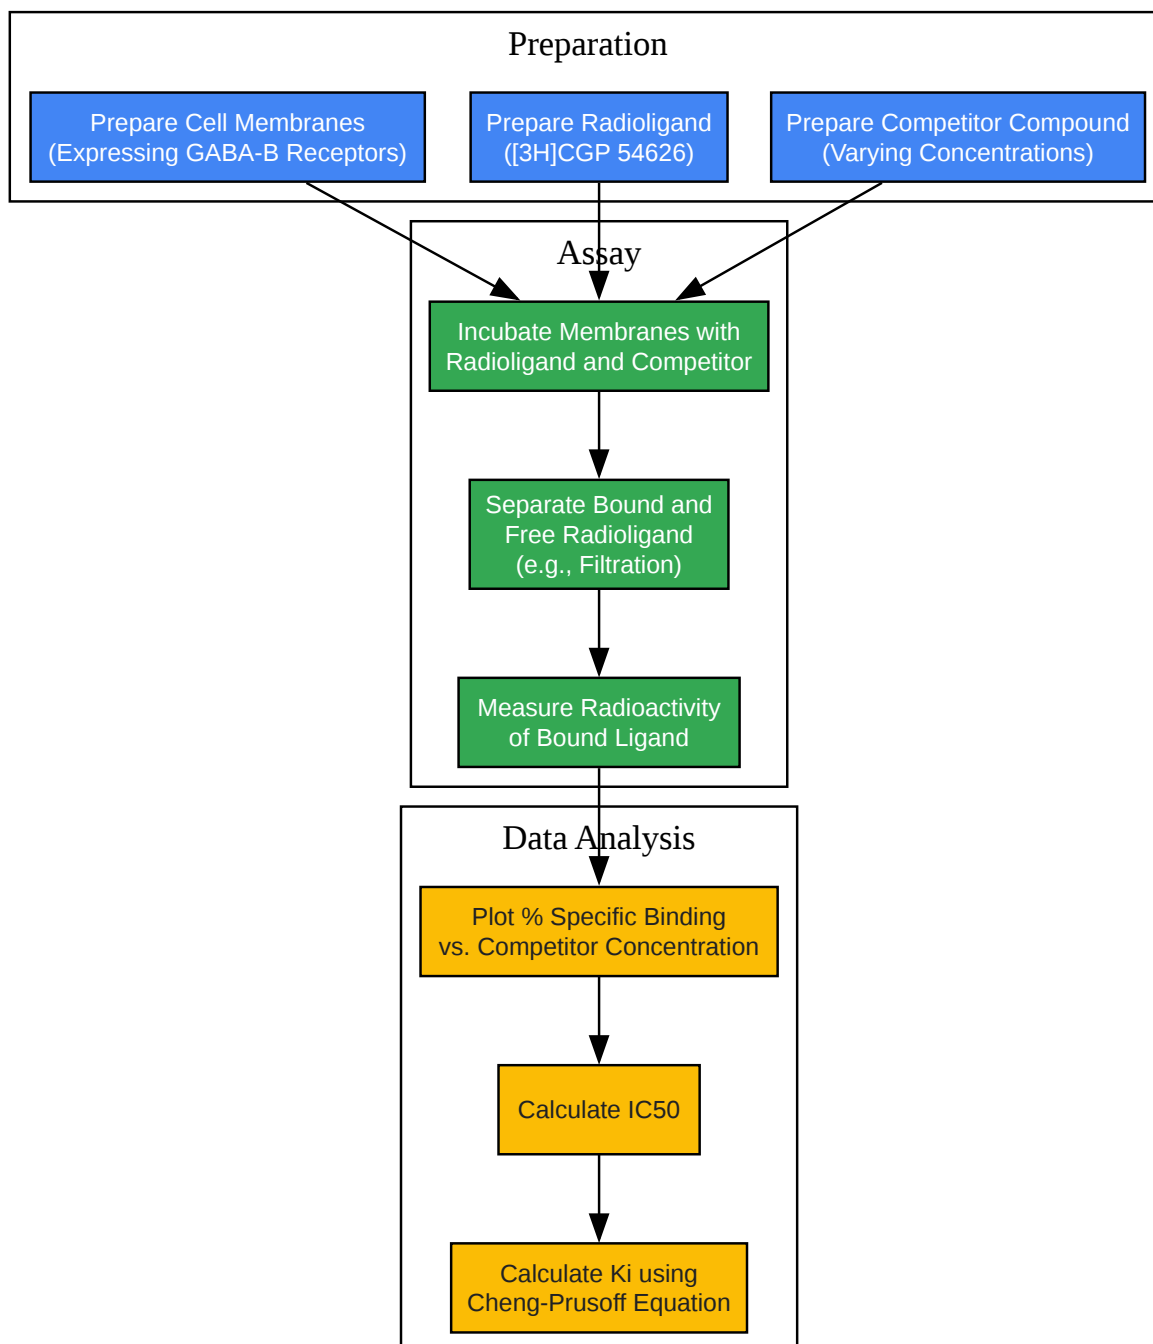 Preparation
Prepare Cell Membranes
(Expressing GABA-B Receptors)
Prepare Radioligand
([3H]CGP 54626)
Prepare Competitor Compound
(Varying Concentrations)
Assay
Incubate Membranes with
Radioligand and Competitor
Separate Bound and
Free Radioligand
(e.g., Filtration)
Measure Radioactivity
of Bound Ligand
Data Analysis
Plot % Specific Binding
vs. Competitor Concentration
Calculate IC50
Calculate Ki using
Cheng-Prusoff Equation